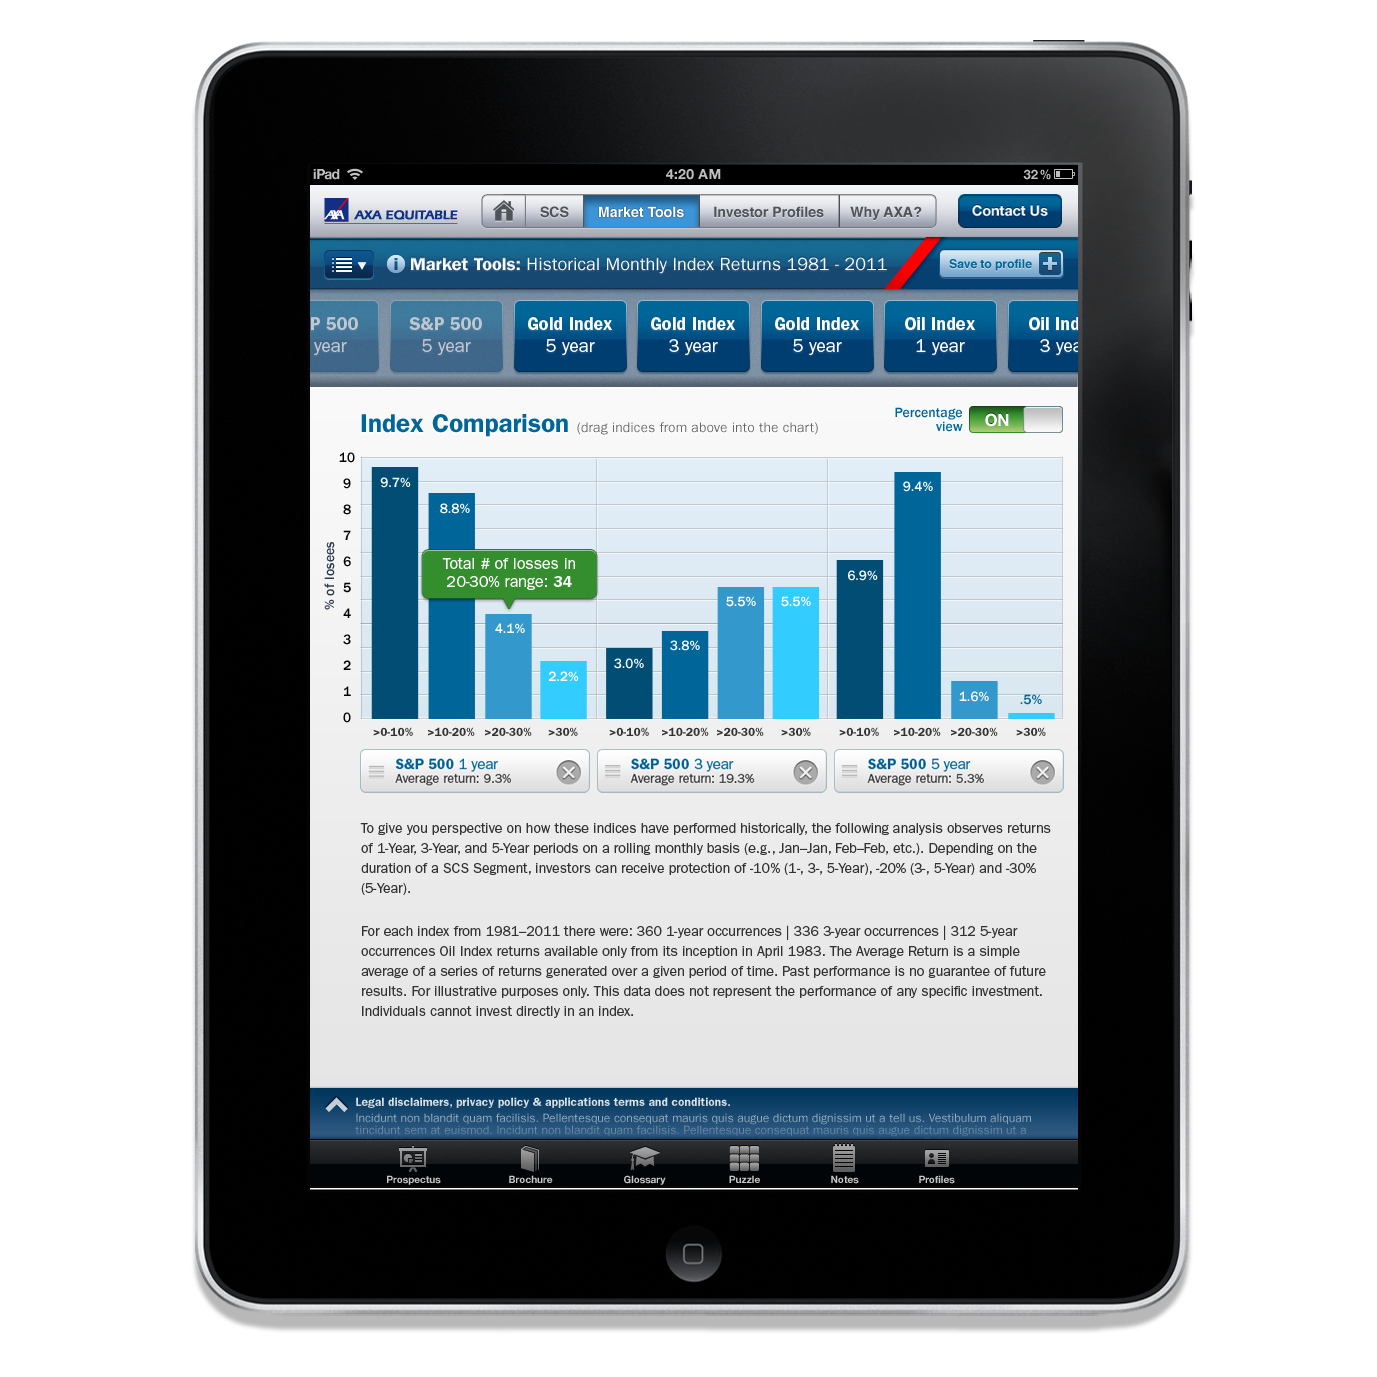 iPad 4:20 AM 32%
AXA AXA EQUITABLE SCS Market Tools Investor Profiles Why AXA? Contact Us
i Market Tools: Historical Monthly Index Returns 1981 - 2011 Save to profile
P 500 S&P 500 Gold Index Gold Index Gold Index Oil Index Oil Ind
year 5 year 5 year 3 year 5 year 1 year 3 yea
Index Comparison (drag indices from above into the chart)
Percentage
view
ON
% of losees
10
9
8
7
6
5
4
3
2
1
0
9.7%
8.8%
4.1%
2.2%
Total # of losses in
20-30% range: 34
3.0%
3.8%
5.5%
5.5%
6.9%
9.4%
1.6%
.5%
>0-10% >10-20% >20-30% >30% >0-10% >10-20% >20-30% >30% >0-10% >10-20% >20-30% >30%
S&P 500 1 year
Average return: 9.3%
S&P 500 3 year
Average return: 19.3%
S&P 500 5 year
Average return: 5.3%
To give you perspective on how these indices have performed historically, the following analysis observes returns
of 1-Year, 3-Year, and 5-Year periods on a rolling monthly basis (e.g., Jan–Jan, Feb–Feb, etc.). Depending on the
duration of a SCS Segment, investors can receive protection of -10% (1-, 3-, 5-Year), -20% (3-, 5-Year) and -30%
(5-Year).
For each index from 1981–2011 there were: 360 1-year occurrences | 336 3-year occurrences | 312 5-year
occurrences Oil Index returns available only from its inception in April 1983. The Average Return is a simple
average of a series of returns generated over a given period of time. Past performance is no guarantee of future
results. For illustrative purposes only. This data does not represent the performance of any specific investment.
Individuals cannot invest directly in an index.
Legal disclaimers, privacy policy & applications terms and conditions.
Incidunt non blandit quam facilisis. Pellentesque consequat mauris quis augue dictum dignissim ut a tell us. Vestibulum aliquam
tincidunt sem at euismod. Incidunt non blandit quam facilisis. Pellentesque consequat mauris quis augue dictum dignissim ut a
Prospectus Brochure Glossary Puzzle Notes Profiles